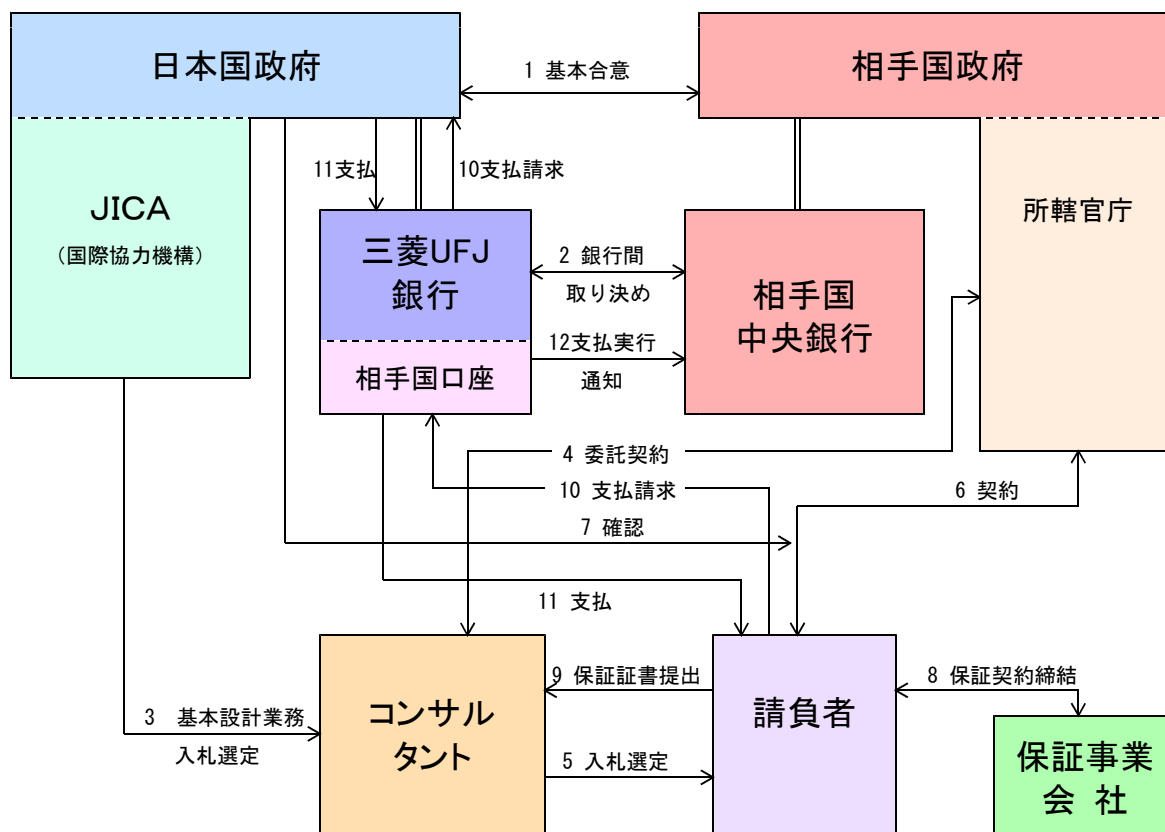 日本国政府
相手国政府
1 基本合意
11支払
10支払請求
JICA
(国際協力機構)
所轄官庁
三菱UFJ
銀行
2 銀行間
取り決め
相手国
中央銀行
12支払実行
通知
相手国口座
4 委託契約
10 支払請求
6 契約
7 確認
11 支払
9 保証証書提出
8 保証契約締結
3 基本設計業務
入札選定
コンサル
タント
請負者
5 入札選定
保証事業
会 社